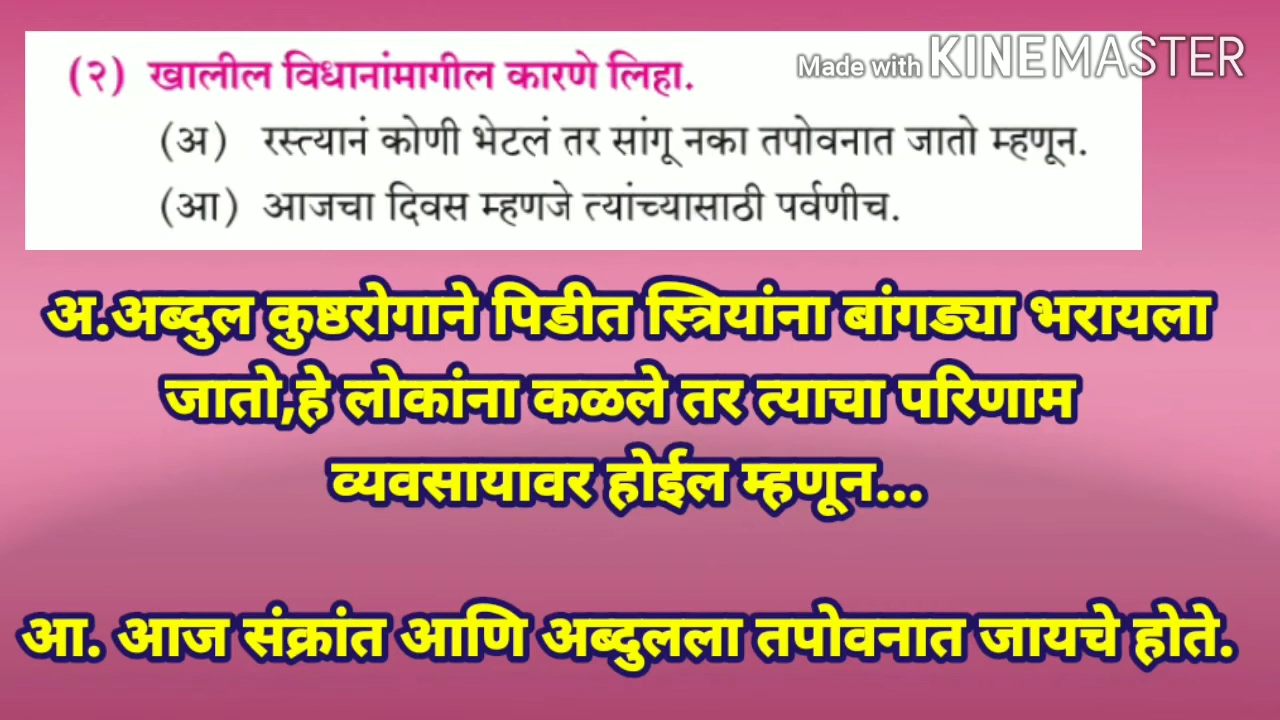 Made with KINEMASTER
(२) खालील विधानांमागील कारणे लिहा.
(अ) रस्त्यानं कोणी भेटलं तर सांगू नका तपोवनात जातो म्हणून.
(आ) आजचा दिवस म्हणजे त्यांच्यासाठी पर्वणीच.
अ.अब्दुल कुष्ठरोगाने पिडीत स्त्रियांना बांगड्या भरायला
जातो,हे लोकांना कळले तर त्याचा परिणाम
व्यवसायावर होईल म्हणून...
आ. आज संक्रांत आणि अब्दुलला तपोवनात जायचे होते.